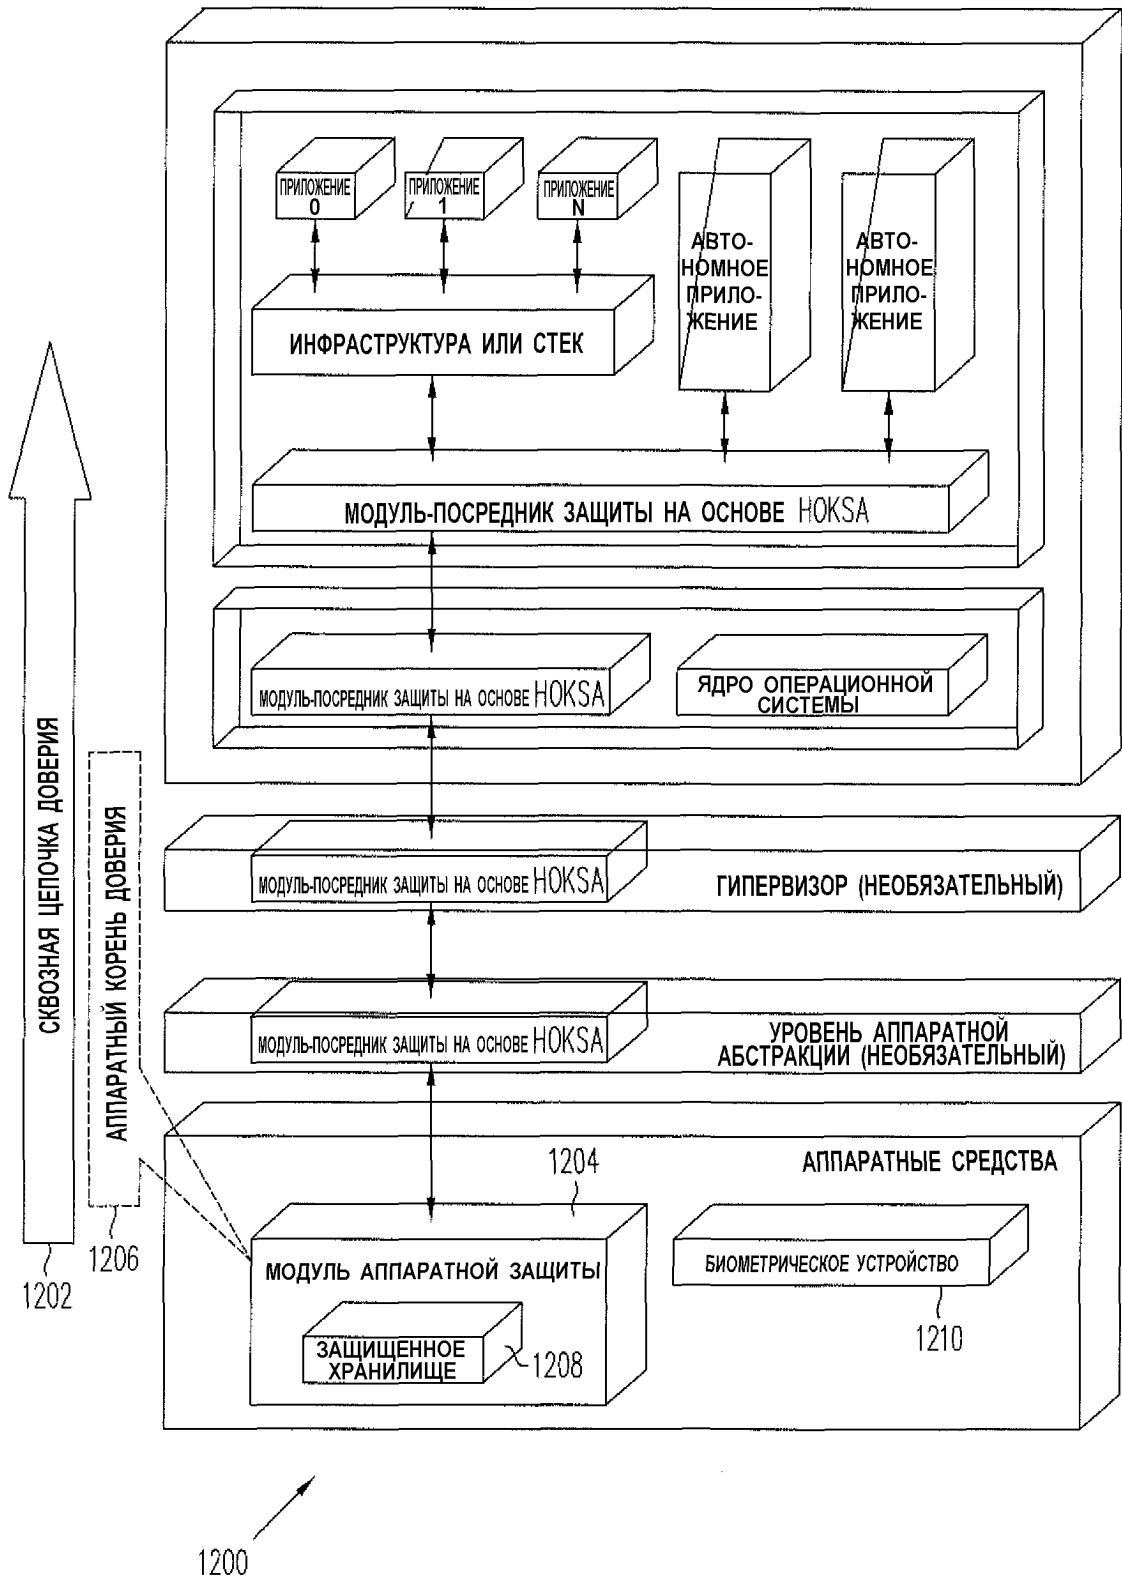 ПРИЛОЖЕНИЕ
0
ПРИЛОЖЕНИЕ
1
ПРИЛОЖЕНИЕ
N
АВТО-
НОМНОЕ
ПРИЛО-
ЖЕНИЕ
АВТО-
НОМНОЕ
ПРИЛО-
ЖЕНИЕ
ИНФРАСТРУКТУРА ИЛИ СТЕК
МОДУЛЬ-ПОСРЕДНИК ЗАЩИТЫ НА ОСНОВЕ HOKSA
МОДУЛЬ-ПОСРЕДНИК ЗАЩИТЫ НА ОСНОВЕ HOKSA
ЯДРО ОПЕРАЦИОННОЙ
СИСТЕМЫ
МОДУЛЬ-ПОСРЕДНИК ЗАЩИТЫ НА ОСНОВЕ HOKSA
ГИПЕРВИЗОР (НЕОБЯЗАТЕЛЬНЫЙ)
МОДУЛЬ-ПОСРЕДНИК ЗАЩИТЫ НА ОСНОВЕ HOKSA
УРОВЕНЬ АППАРАТНОЙ
АБСТРАКЦИИ (НЕОБЯЗАТЕЛЬНЫЙ)
СКВОЗНАЯ ЦЕПОЧКА ДОВЕРИЯ
1202
АППАРАТНЫЙ КОРЕНЬ ДОВЕРИЯ
1206
АППАРАТНЫЕ СРЕДСТВА
1204
МОДУЛЬ АППАРАТНОЙ ЗАЩИТЫ
ЗАЩИЩЕННОЕ
ХРАНИЛИЩЕ
1208
БИОМЕТРИЧЕСКОЕ УСТРОЙСТВО
1210
1200